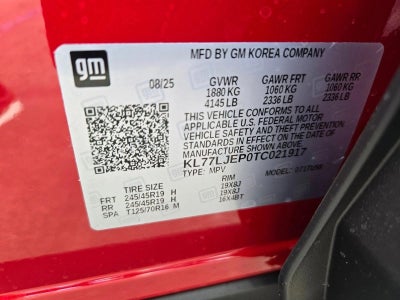 gm
MFD BY GM KOREA COMPANY
08/25 GVWR GAWR FRT GAWR RR
1880 KG 1060 KG 1060 KG
4145 LB 2336 LB 2336 LB
THIS VEHICLE CONFORMS TO ALL
APPLICABLE U.S. FEDERAL MOTOR
VEHICLE SAFETY AND THEFT PREVENTION
STANDARDS IN EFFECT ON THE DATE OF
MANUFACTURE SHOWN ABOVE.
KL77LJEP0TC021917
TYPE: MPV MODEL:
TIRE SIZE RIM
FRT 245/45R19 H 19X8J
RR 245/45R19 H 19X8J
SPA T125/70R16 M 16X4BT